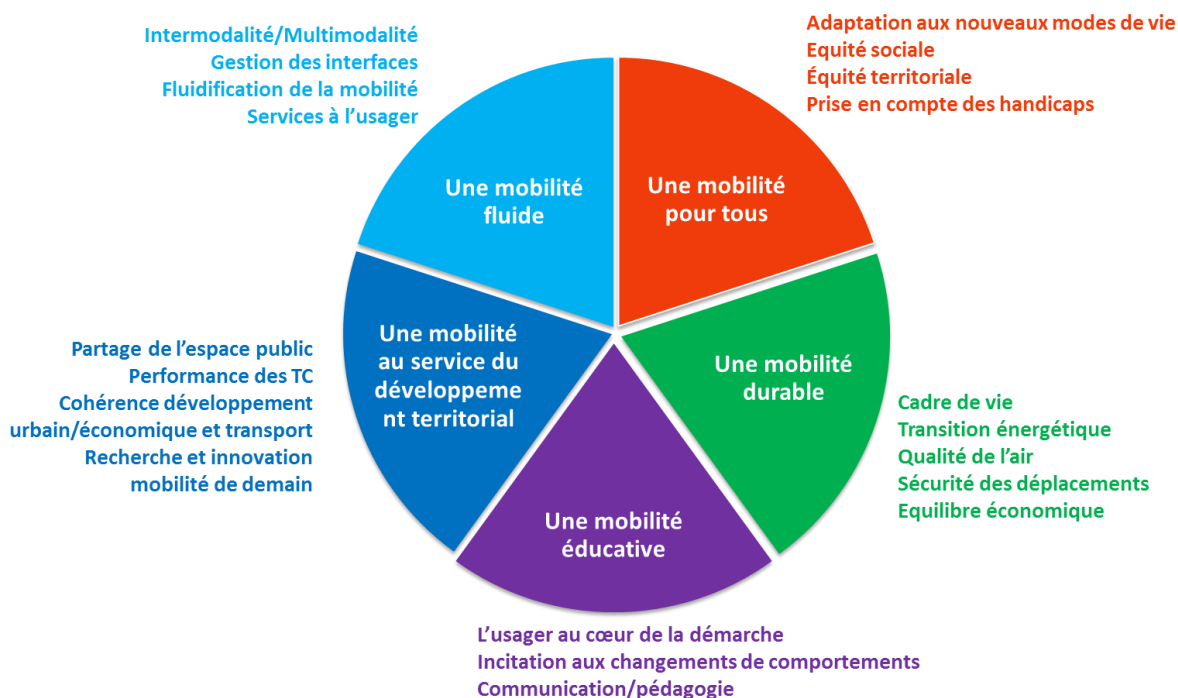 Intermodalité/Multimodalité
Gestion des interfaces
Fluidification de la mobilité
Services à l'usager
Adaptation aux nouveaux modes de vie
Equité sociale
Équité territoriale
Prise en compte des handicaps
Une mobilité
fluide
Une mobilité
pour tous
Partage de l'espace public
Performance des TC
Cohérence développement
urbain/économique et transport
Recherche et innovation
mobilité de demain
Une mobilité
au service du
développeme
nt territorial
Une mobilité
durable
Cadre de vie
Transition énergétique
Qualité de l'air
Sécurité des déplacements
Equilibre économique
Une mobilité
éducative
L'usager au cœur de la démarche
Incitation aux changements de comportements
Communication/pédagogie